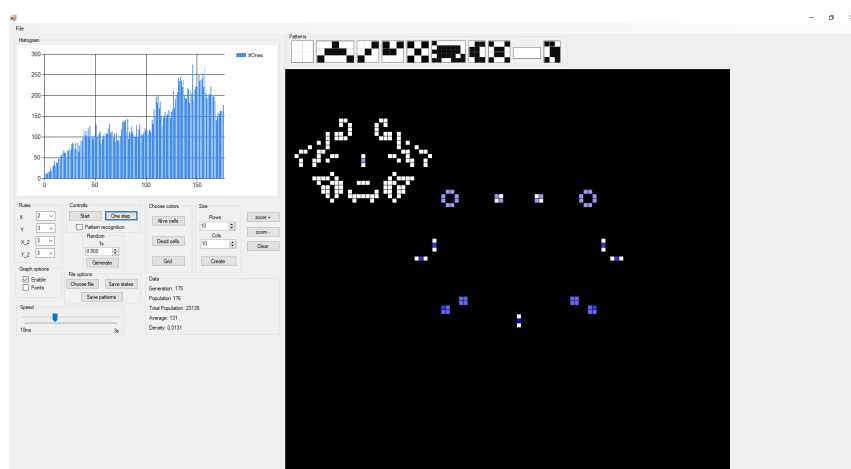 File
Histogram
300
250
200
150
100
50
0
0 50 100 150
#Ones
Patterns
Rules
X 2
Y 3
X_2 3
Y_2 3
Controlls
Start One step
Pattern recognition
Random
1s
0.000
Generate
Choose colors
Alive cells
Dead cells
Grid
Size
Rows
10
Cols
10
Create
zoom +
zoom -
Clear
Graph options
Enable
Points
File options
Choose file Save states
Save patterns
Speed
10ms 3s
Data
Generation: 175
Population 176
Total Population: 23139
Average: 131
Density: 0.0131